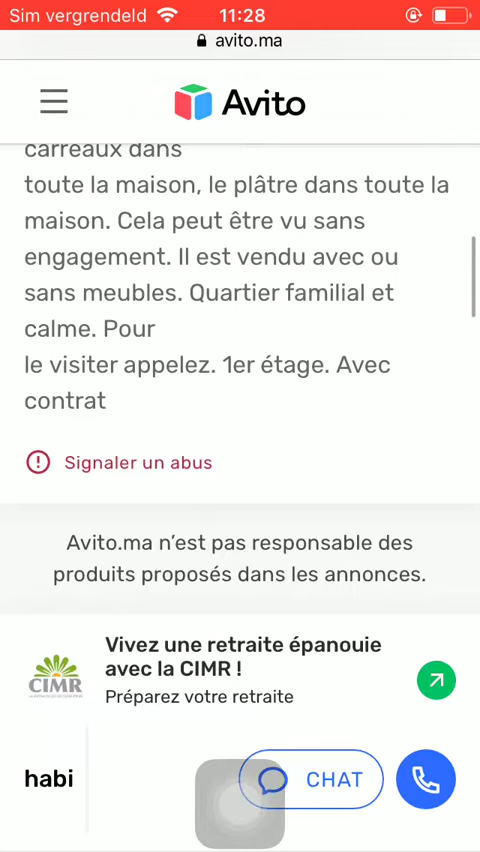 Sim vergrendeld
11:28
avito.ma
Avito
carreaux dans
toute la maison, le plâtre dans toute la
maison. Cela peut être vu sans
engagement. Il est vendu avec ou
sans meubles. Quartier familial et
calme. Pour
le visiter appelez. 1er étage. Avec
contrat
Signaler un abus
Avito.ma n’est pas responsable des
produits proposés dans les annonces.
Vivez une retraite épanouie
avec la CIMR !
CIMR
Préparez votre retraite
habi
CHAT